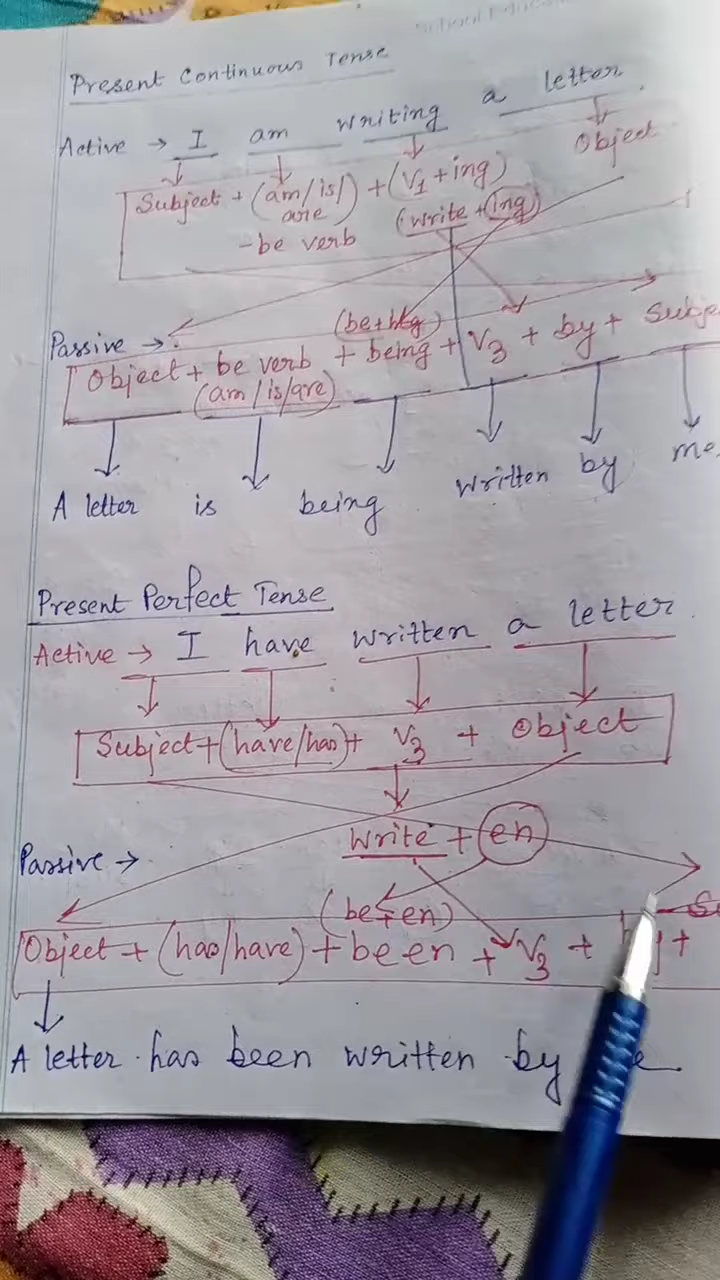 Present Continuous Tense
Active → I am writing a letter
Subject + (am/is/are) + (V1 + ing) Object
- be verb (write + ing)
Passive → (be + ing)
Object + be verb + being + V3 + by + Subje
(am/is/are)
A letter is being written by me.
Present Perfect Tense
Active → I have written a letter
Subject + (have/has) + V3 + Object
write + en
Passive →
(be + en)
Object + (has/have) + been + V3 + +
A letter has been written by